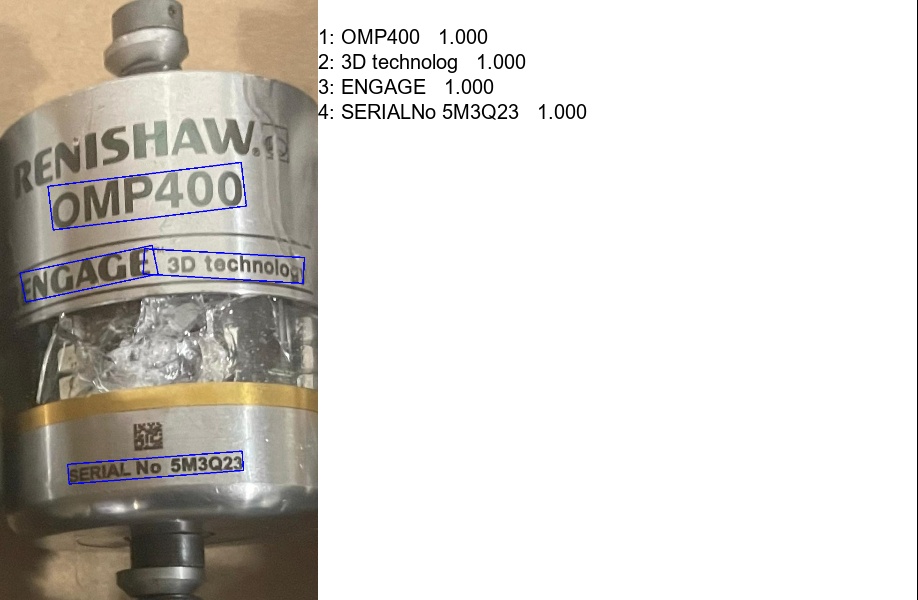 RENISHAW.
OMP400
ENGAGE™ 3D technolog
SERIAL No 5M3Q23
1: OMP400 1.000
2: 3D technolog 1.000
3: ENGAGE 1.000
4: SERIALNo 5M3Q23 1.000